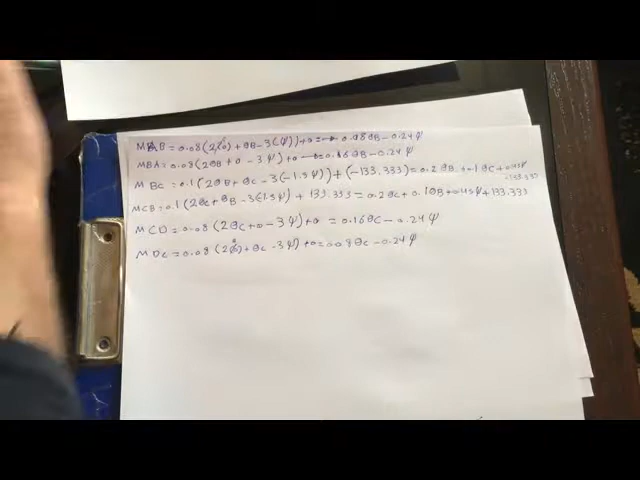 MAB = 0.08 (2(0) + θB - 3(ψ)) + 0 = → 0.08θB - 0.24ψ
MBA = 0.08 (2θB + 0 - 3ψ) + 0 → 0.16θB - 0.24ψ
MBC = 0.1 (2θB + θC - 3(-1.5ψ)) + (-133.333) = 0.2θB + 0.1θC + 0.45ψ - 133.333
MCB = 0.1 (2θC + θB - 3(-1.5ψ) + 133.333 = 0.2θC + 0.1θB + 0.45ψ + 133.333
MCD = 0.08 (2θC + 0 - 3ψ) + 0 = 0.16θC - 0.24ψ
MDC = 0.08 (2(0) + θC - 3ψ) + 0 = 0.08θC - 0.24ψ